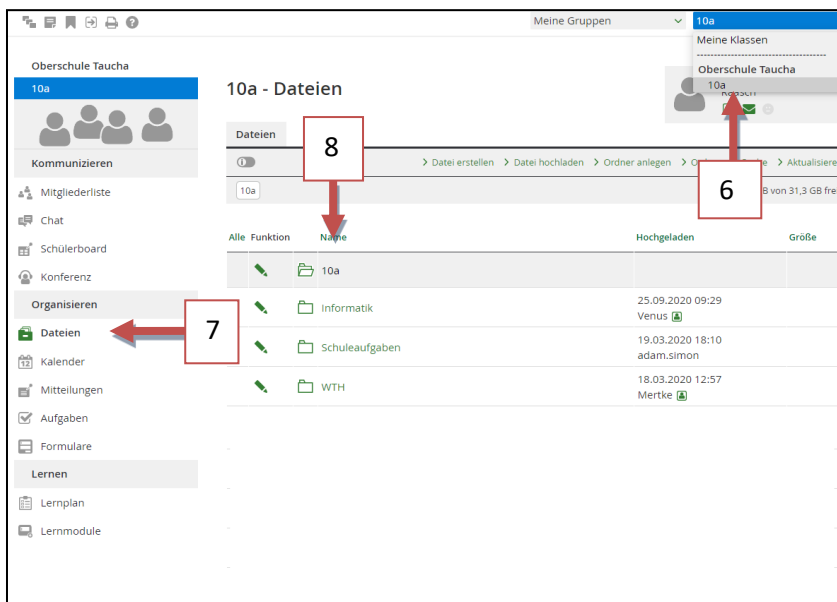 Meine Gruppen
10a
Meine Klassen
Oberschule Taucha
10a
Oberschule Taucha
10a
10a - Dateien
Dateien
8
Kommunizieren
> Datei erstellen > Datei hochladen > Ordner anlegen
> Aktualisiere
6
10a
B von 31,3 GB fre
Mitgliederliste
Chat
Schülerboard
Konferenz
Alle Funktion Name Hochgeladen Größe
10a
Organisieren
Informatik
25.09.2020 09:29
Venus
7
Dateien
Schuleaufgaben
19.03.2020 18:10
adam.simon
12
Kalender
WTH
18.03.2020 12:57
Mertke
Mitteilungen
Aufgaben
Formulare
Lernen
Lernplan
Lernmodule